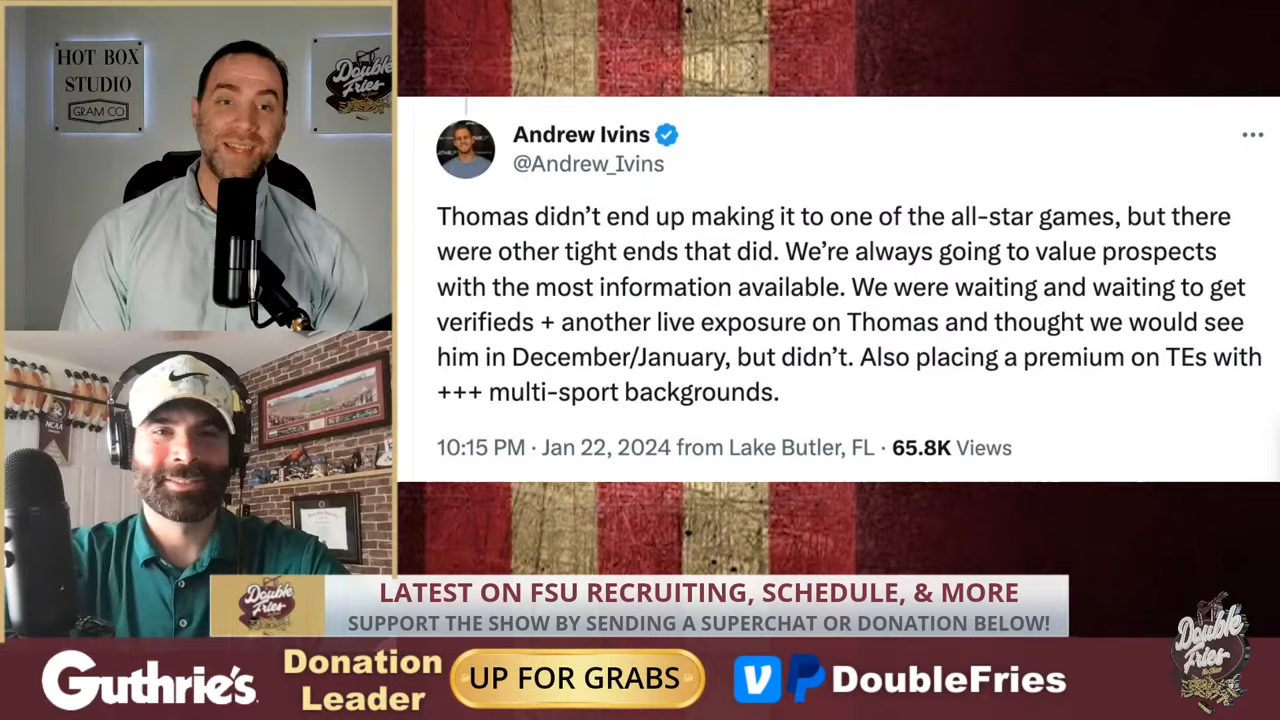 HOT BOX
STUDIO
GRAM CO
Double
Fries
NCAA
Andrew Ivins
@Andrew_Ivins
Thomas didn't end up making it to one of the all-star games, but there
were other tight ends that did. We're always going to value prospects
with the most information available. We were waiting and waiting to get
verifieds + another live exposure on Thomas and thought we would see
him in December/January, but didn't. Also placing a premium on TEs with
+++ multi-sport backgrounds.
10:15 PM · Jan 22, 2024 from Lake Butler, FL · 65.8K Views
Double
Fries
LATEST ON FSU RECRUITING, SCHEDULE, & MORE
SUPPORT THE SHOW BY SENDING A SUPERCHAT OR DONATION BELOW!
Guthrie's
Donation
Leader
UP FOR GRABS
DoubleFries
Double
Fries